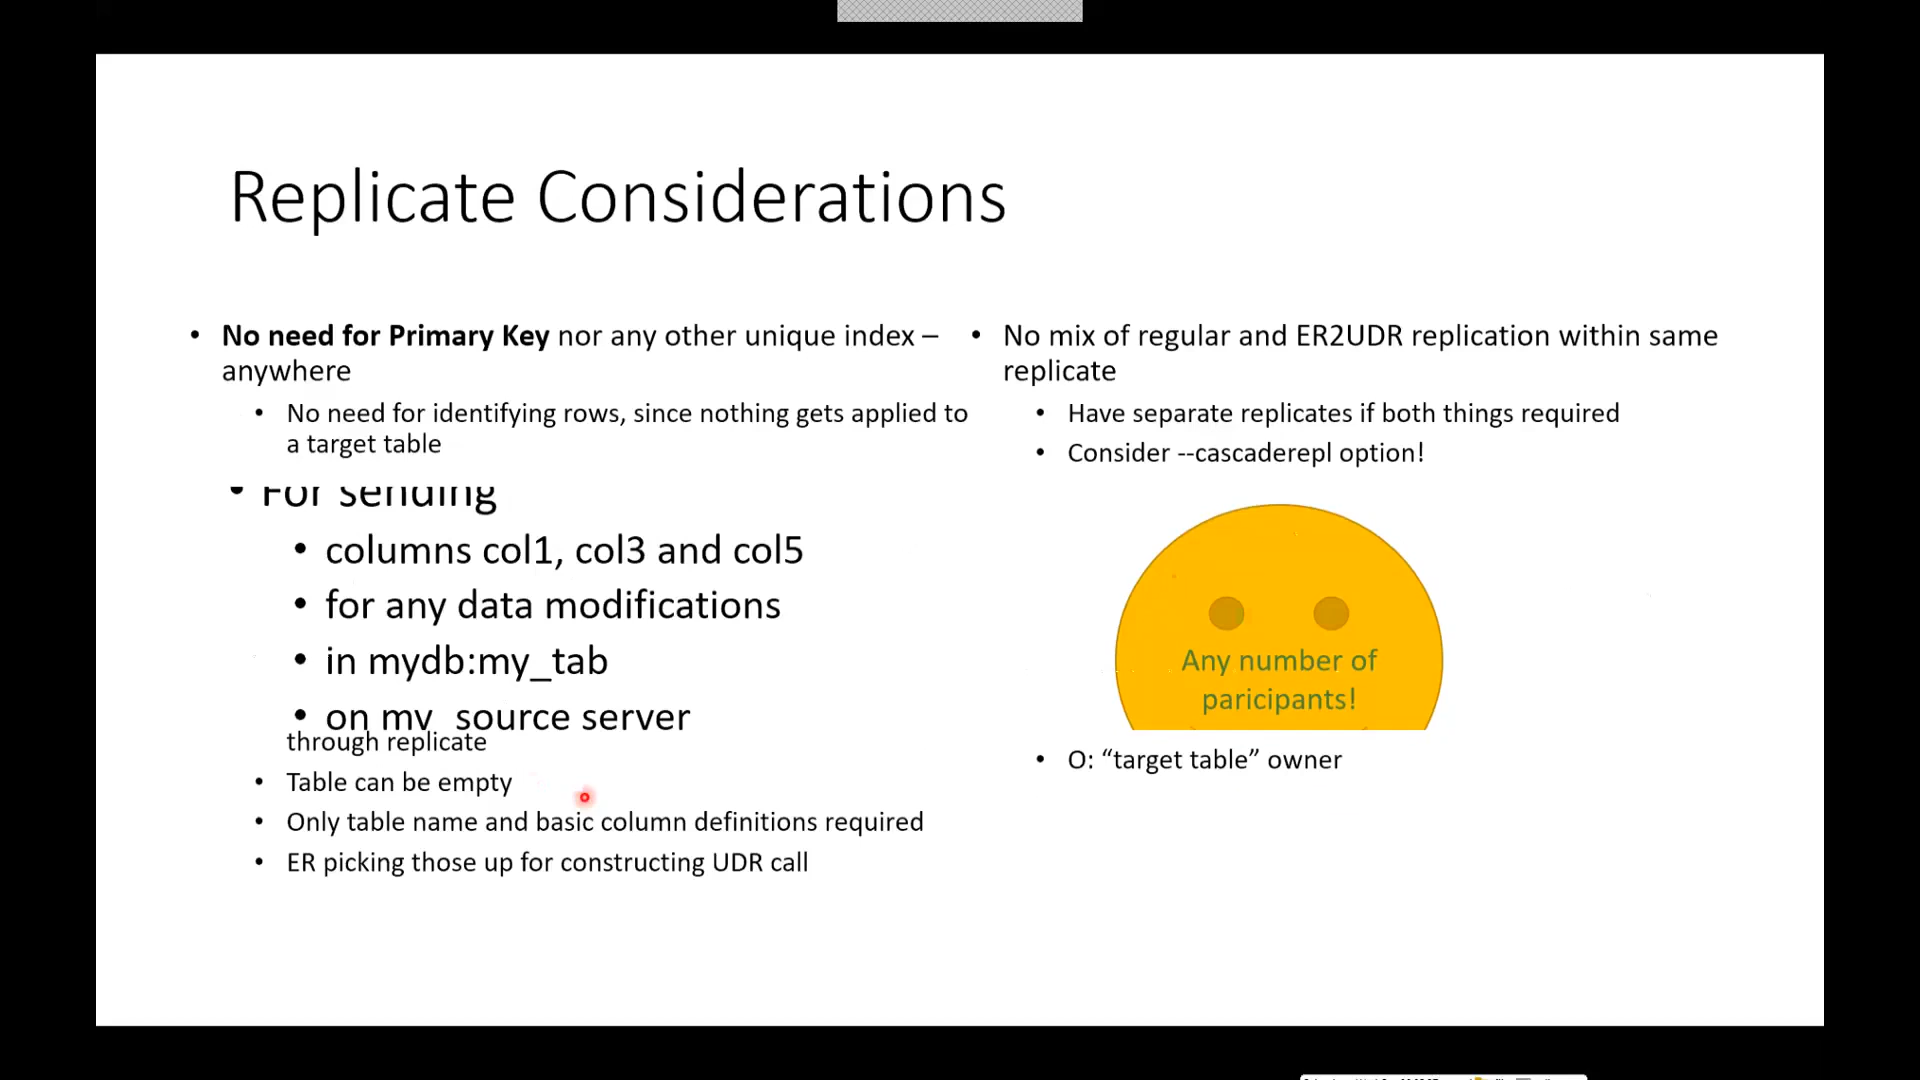 Replicate Considerations
• No need for Primary Key nor any other unique index –
anywhere
• No need for identifying rows, since nothing gets applied to
a target table
• For sending
• columns col1, col3 and col5
• for any data modifications
• in mydb:my_tab
• on my_source server
through replicate
• Table can be empty
• Only table name and basic column definitions required
• ER picking those up for constructing UDR call
• No mix of regular and ER2UDR replication within same
replicate
• Have separate replicates if both things required
• Consider --cascaderepl option!
Any number of
paricipants!
• O: “target table” owner